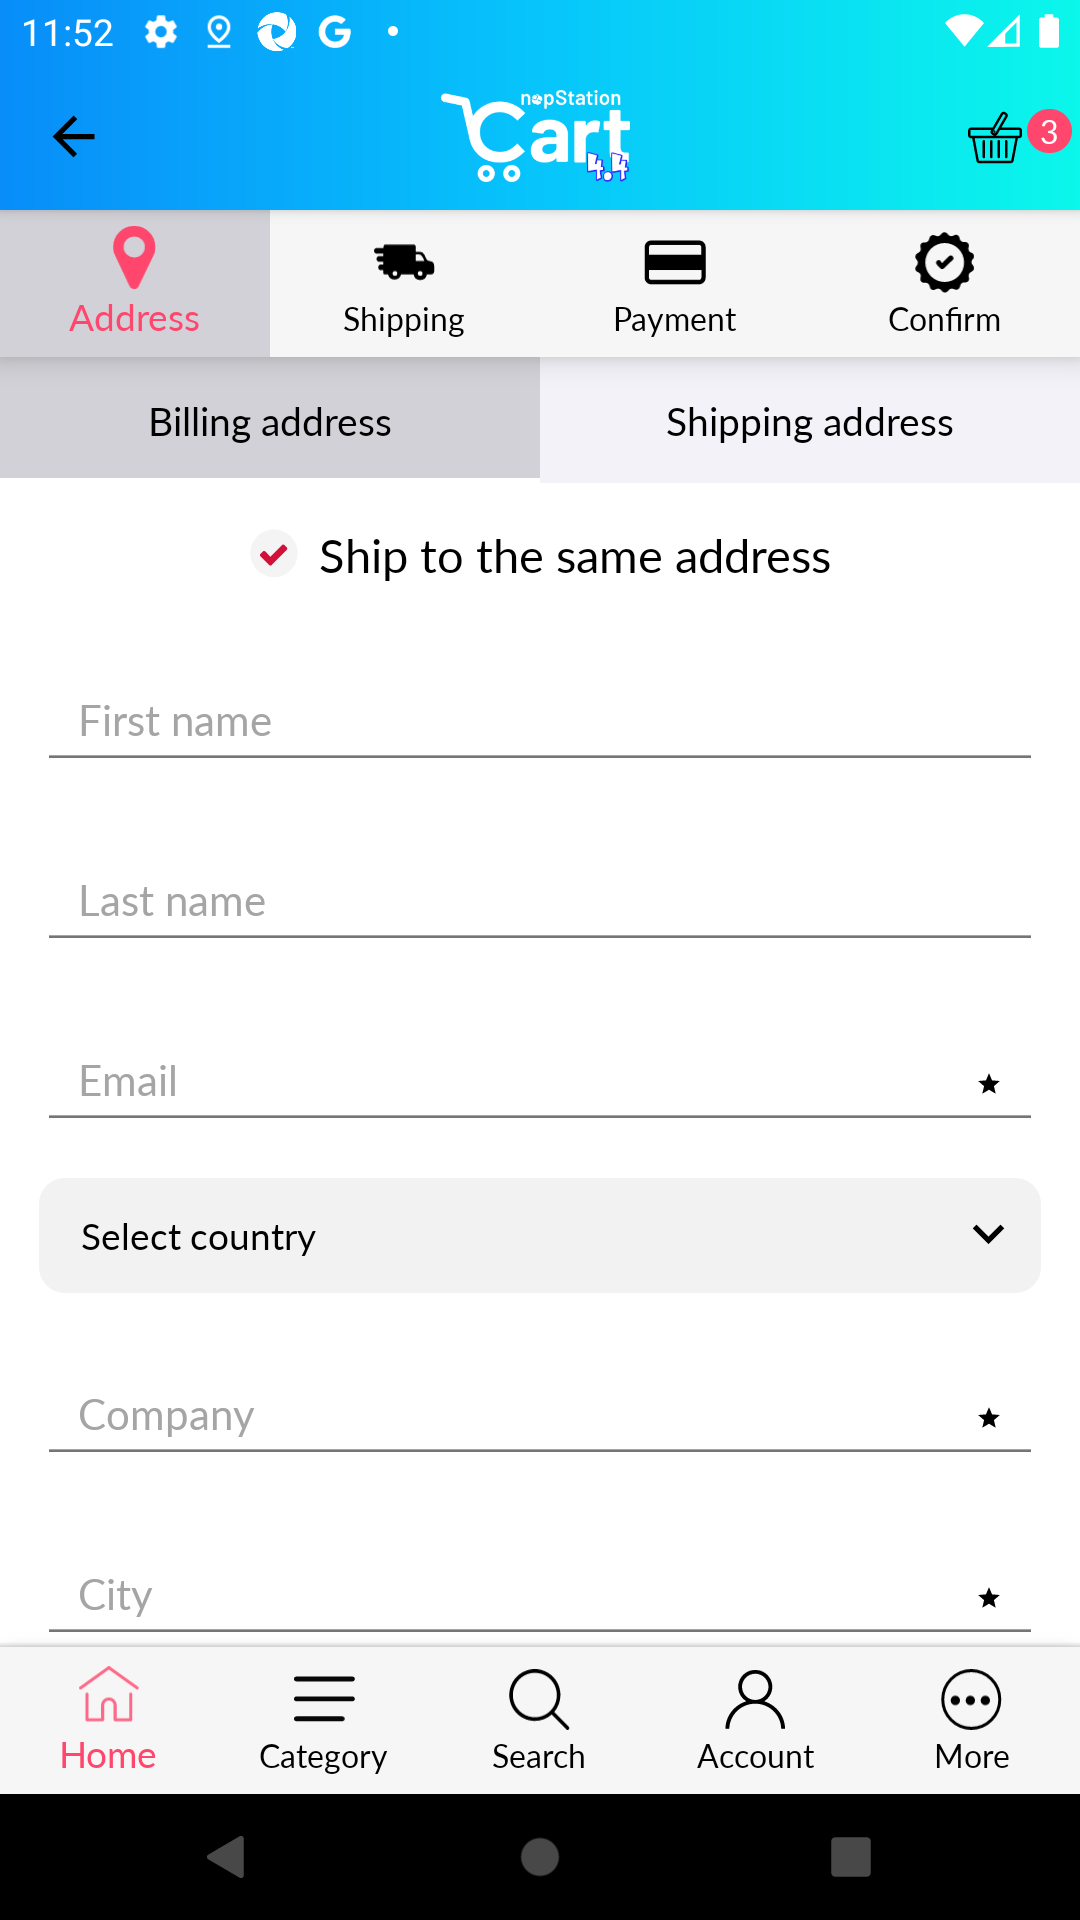 11:52
nopStation
Cart
4.4
3
Address
Shipping
Payment
Confirm
Billing address
Shipping address
Ship to the same address
First name
Last name
Email
Select country
Company
City
Home
Category
Search
Account
More